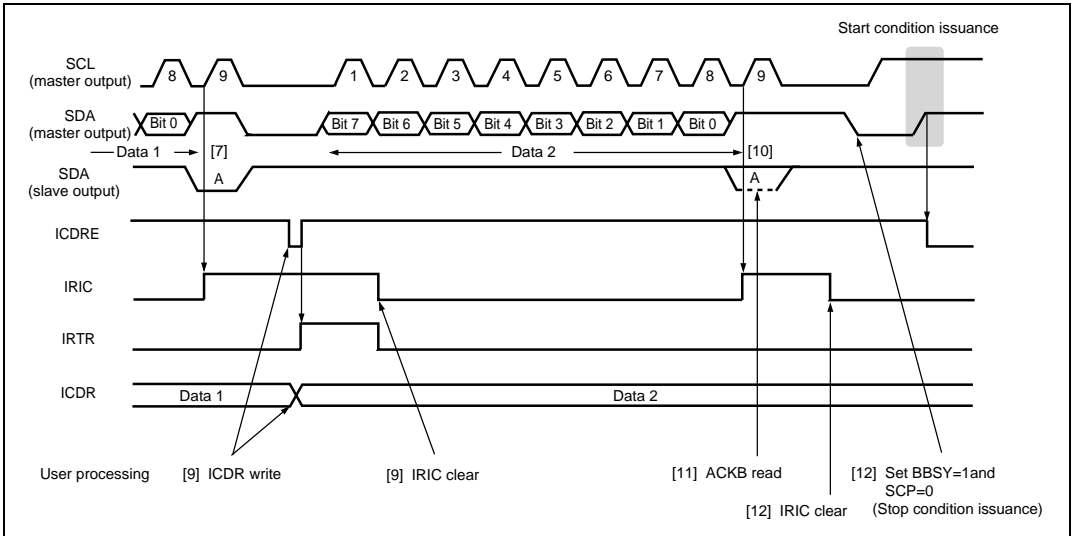 Start condition issuance
SCL
(master output)
8 9 1 2 3 4 5 6 7 8 9
SDA
(master output)
Bit 0 Bit 7 Bit 6 Bit 5 Bit 4 Bit 3 Bit 2 Bit 1 Bit 0
Data 1 [7] Data 2 [10]
SDA
(slave output)
A A
ICDRE
IRIC
IRTR
ICDR
Data 1 Data 2
User processing [9] ICDR write [9] IRIC clear [11] ACKB read [12] Set BBSY=1and
SCP=0
[12] IRIC clear (Stop condition issuance)